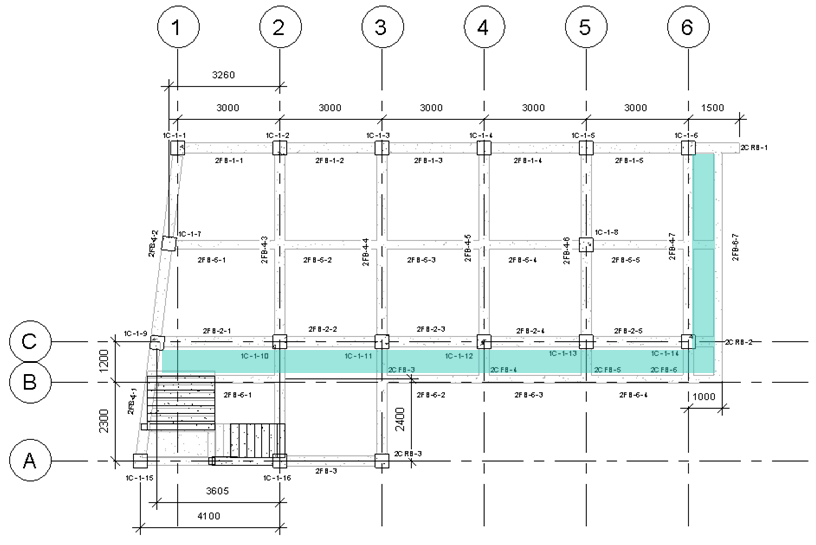 1 2 3 4 5 6
3260
3000 3000 3000 3000 3000 1500
1C-1-1 1C-1-2 1C-1-3 1C-1-4 1C-1-5 1C-1-6
2CRB-1
2FB-1-1 2FB-1-2 2FB-1-3 2FB-1-4 2FB-1-5
2FB-4-2 1C-1-7 2FB-4-3 2FB-4-4 2FB-4-5 2FB-4-6 1C-1-8 2FB-4-7 2FB-6-7
2FB-5-1 2FB-5-2 2FB-5-3 2FB-5-4 2FB-5-5
1C-1-9 2FB-2-1 2FB-2-2 2FB-2-3 2FB-2-4 2FB-2-5
C 2CRB-2
1200 1C-1-10 1C-1-11 1C-1-12 1C-1-13 1C-1-14
2CFB-3 2CFB-4 2CFB-5 2CFB-6
B
2FB-4-1 2FB-6-1 2FB-6-2 2FB-6-3 2FB-6-4 1000
2300 2400
A 2CRB-3
2FB-3
1C-1-15 1C-1-16
3605
4100